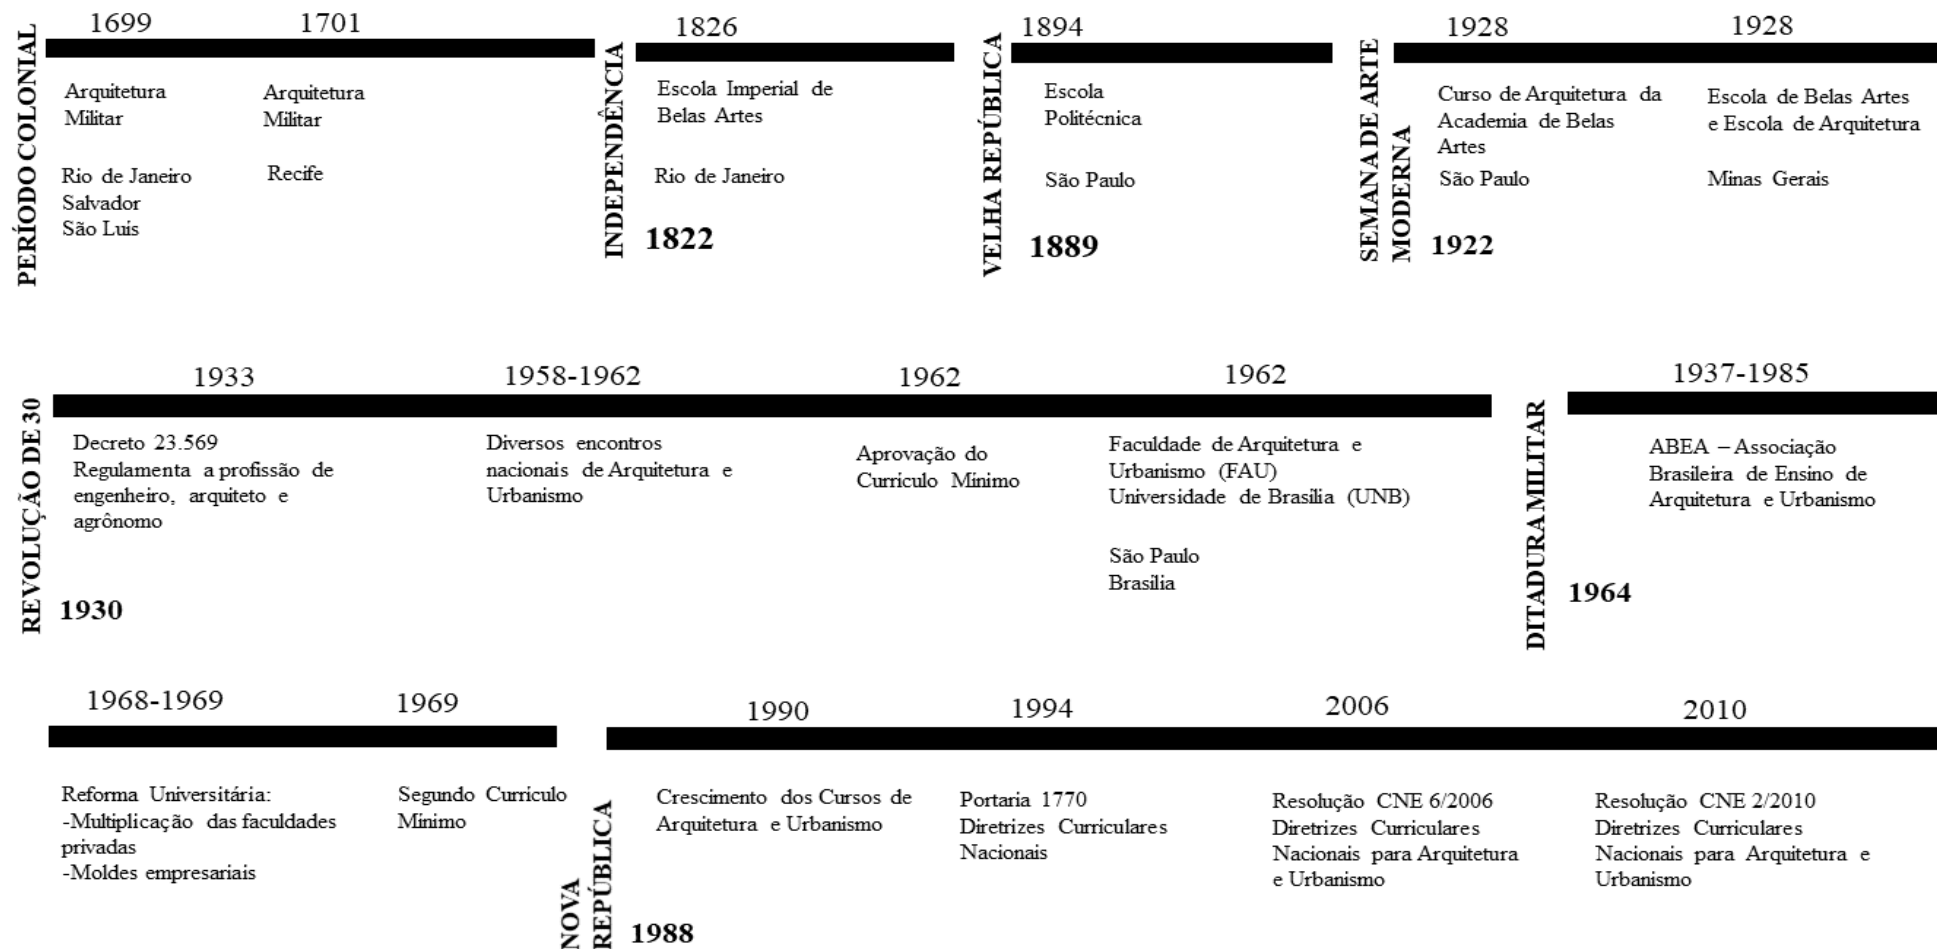 PERÍODO COLONIAL
1699
Arquitetura
Militar
Rio de Janeiro
Salvador
São Luís
1701
Arquitetura
Militar
Recife
INDEPENDÊNCIA
1826
Escola Imperial de
Belas Artes
Rio de Janeiro
1822
VELHA REPÚBLICA
1894
Escola
Politécnica
São Paulo
1889
SEMANA DE ARTE
MODERNA
1928
Curso de Arquitetura da
Academia de Belas
Artes
São Paulo
1922
1928
Escola de Belas Artes
e Escola de Arquitetura
Minas Gerais
REVOLUÇÃO DE 30
1933
Decreto 23.569
Regulamenta a profissão de
engenheiro, arquiteto e
agrônomo
1930
1958-1962
Diversos encontros
nacionais de Arquitetura e
Urbanismo
1962
Aprovação do
Currículo Mínimo
1962
Faculdade de Arquitetura e
Urbanismo (FAU)
Universidade de Brasília (UNB)
São Paulo
Brasília
DITADURA MILITAR
1937-1985
ABEA – Associação
Brasileira de Ensino de
Arquitetura e Urbanismo
1964
1968-1969
Reforma Universitária:
-Multiplicação das faculdades
privadas
-Moldes empresariais
1969
Segundo Currículo
Mínimo
NOVA
REPÚBLICA
1990
Crescimento dos Cursos de
Arquitetura e Urbanismo
1988
1994
Portaria 1770
Diretrizes Curriculares
Nacionais
2006
Resolução CNE 6/2006
Diretrizes Curriculares
Nacionais para Arquitetura
e Urbanismo
2010
Resolução CNE 2/2010
Diretrizes Curriculares
Nacionais para Arquitetura e
Urbanismo